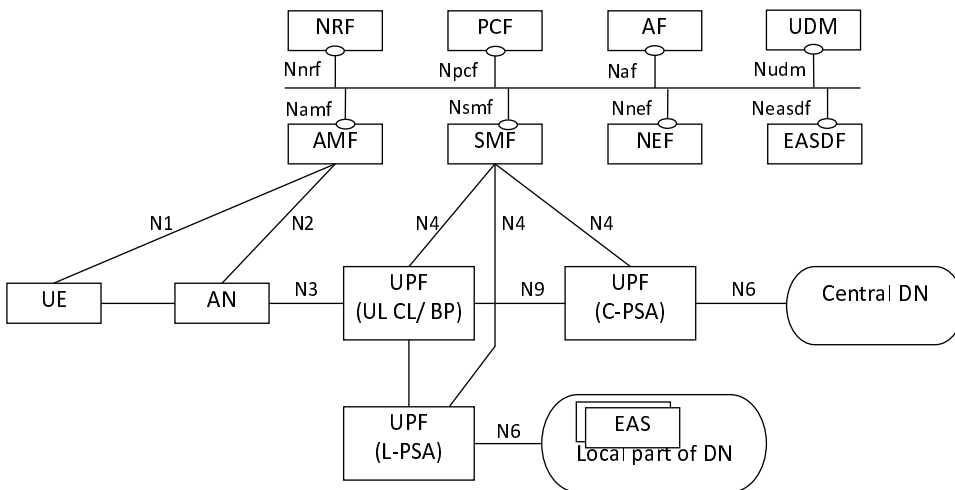 NRF
PCF
AF
UDM
Nnrf
Npcf
Naf
Nudm
Namf
Nsmf
Nnef
Neasdf
AMF
SMF
NEF
EASDF
N1
N2
N4
N4
N4
UE
AN
N3
UPF
(UL CL/ BP)
N9
UPF
(C-PSA)
N6
Central DN
UPF
(L-PSA)
N6
EAS
Local part of DN